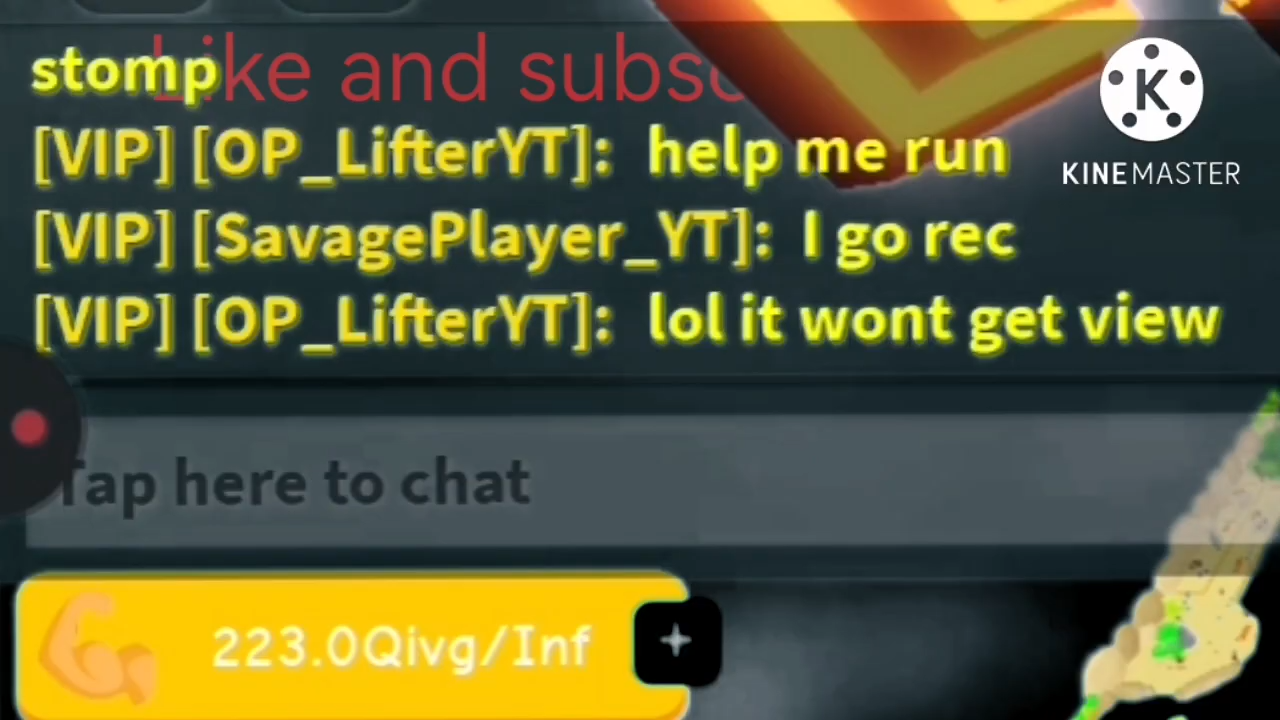 Like and subsc
stomp
[VIP] [OP_LifterYT]: help me run
[VIP] [SavagePlayer_YT]: I go rec
[VIP] [OP_LifterYT]: lol it wont get view
K
KINEMASTER
Tap here to chat
223.0Qivg/Inf
+